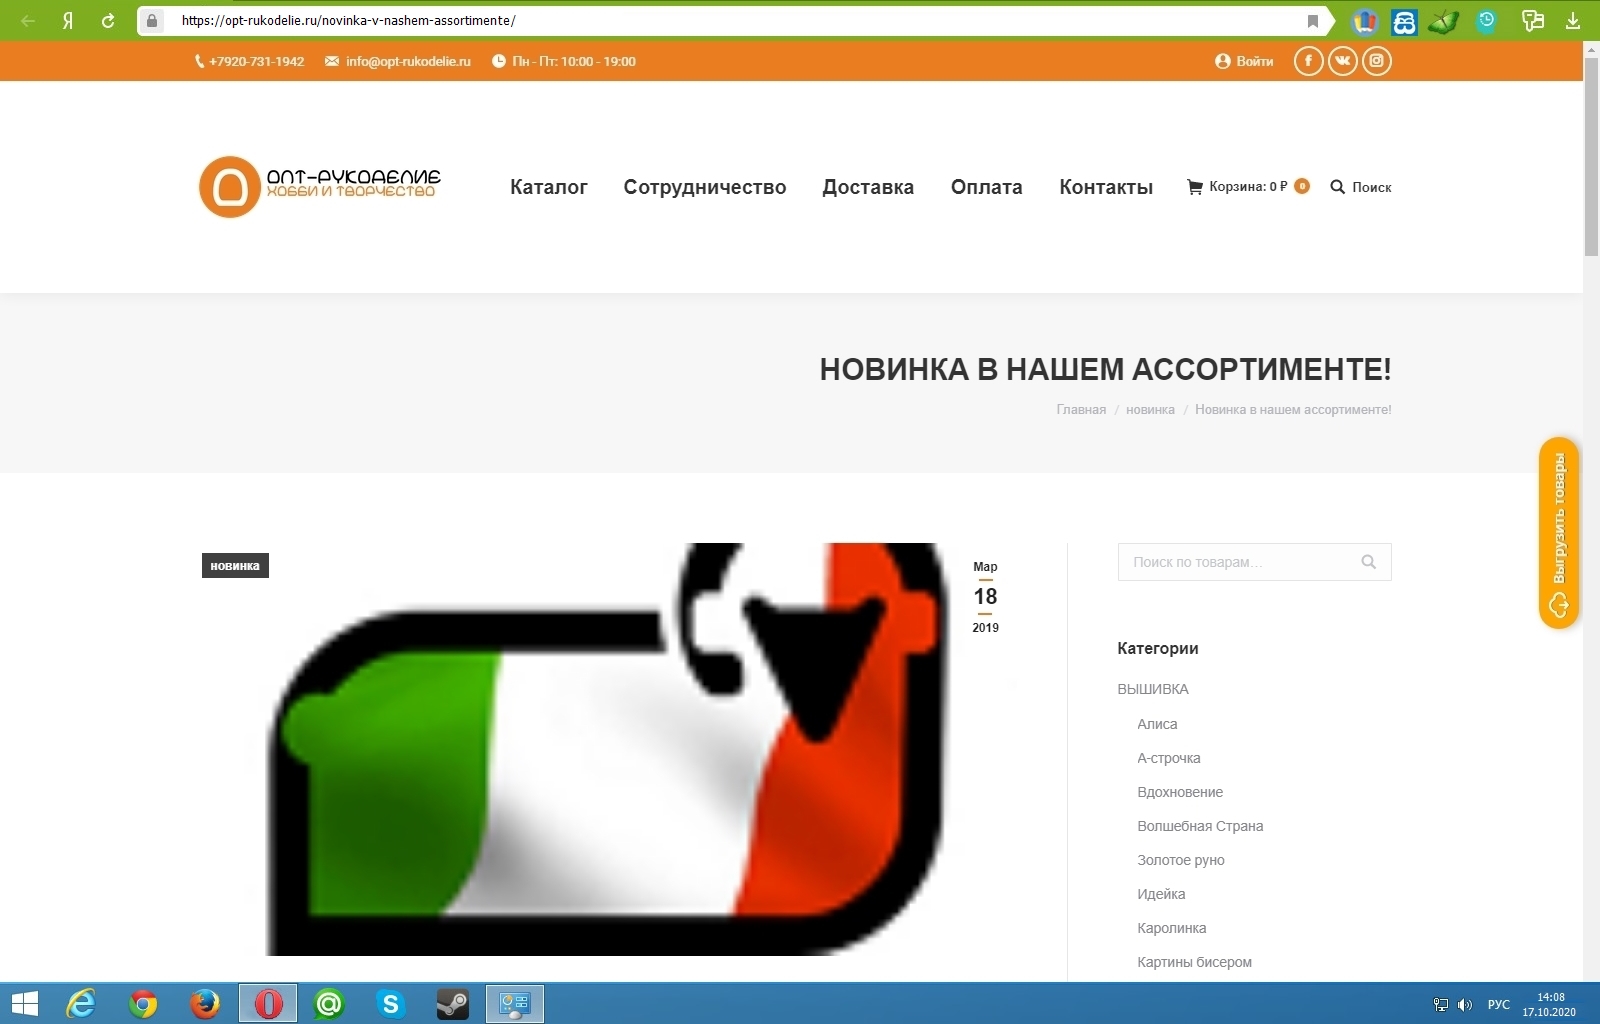 https://opt-rukodelie.ru/novinka-v-nashem-assortimente/
+7920-731-1942 info@opt-rukodelie.ru Пн - Пт: 10:00 - 19:00 Войти
ОПТ-РУКОДЕЛИЕ
ХОББИ И ТВОРЧЕСТВО
Каталог Сотрудничество Доставка Оплата Контакты Корзина: 0 ₽ 0 Поиск
НОВИНКА В НАШЕМ АССОРТИМЕНТЕ!
Главная / новинка / Новинка в нашем ассортименте!
Выгрузить товары
новинка
Мар
18
2019
Поиск по товарам...
Категории
ВЫШИВКА
Алиса
А-строчка
Вдохновение
Волшебная Страна
Золотое руно
Идейка
Каролинка
Картины бисером
РУС
14:08
17.10.2020